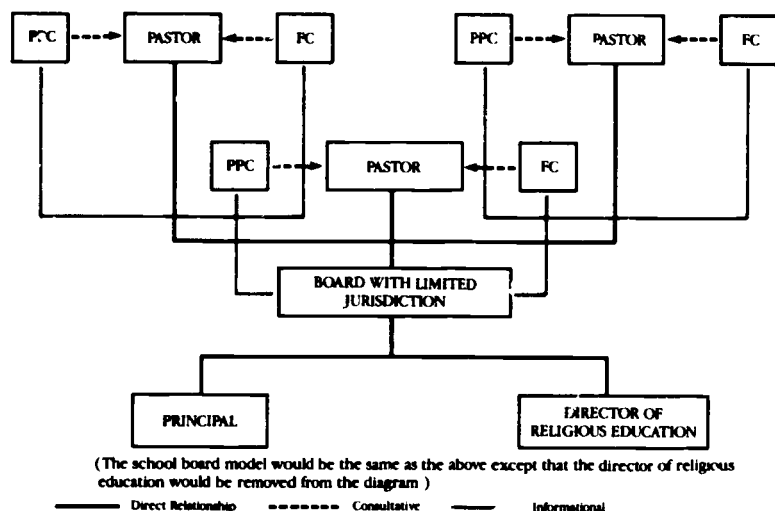 PPC PASTOR FC PPC PASTOR FC
PPC PASTOR FC
BOARD WITH LIMITED
JURISDICTION
PRINCIPAL
DIRECTOR OF
RELIGIOUS EDUCATION
(The school board model would be the same as the above except that the director of religious
education would be removed from the diagram)
Direct Relationship Consultative Informational